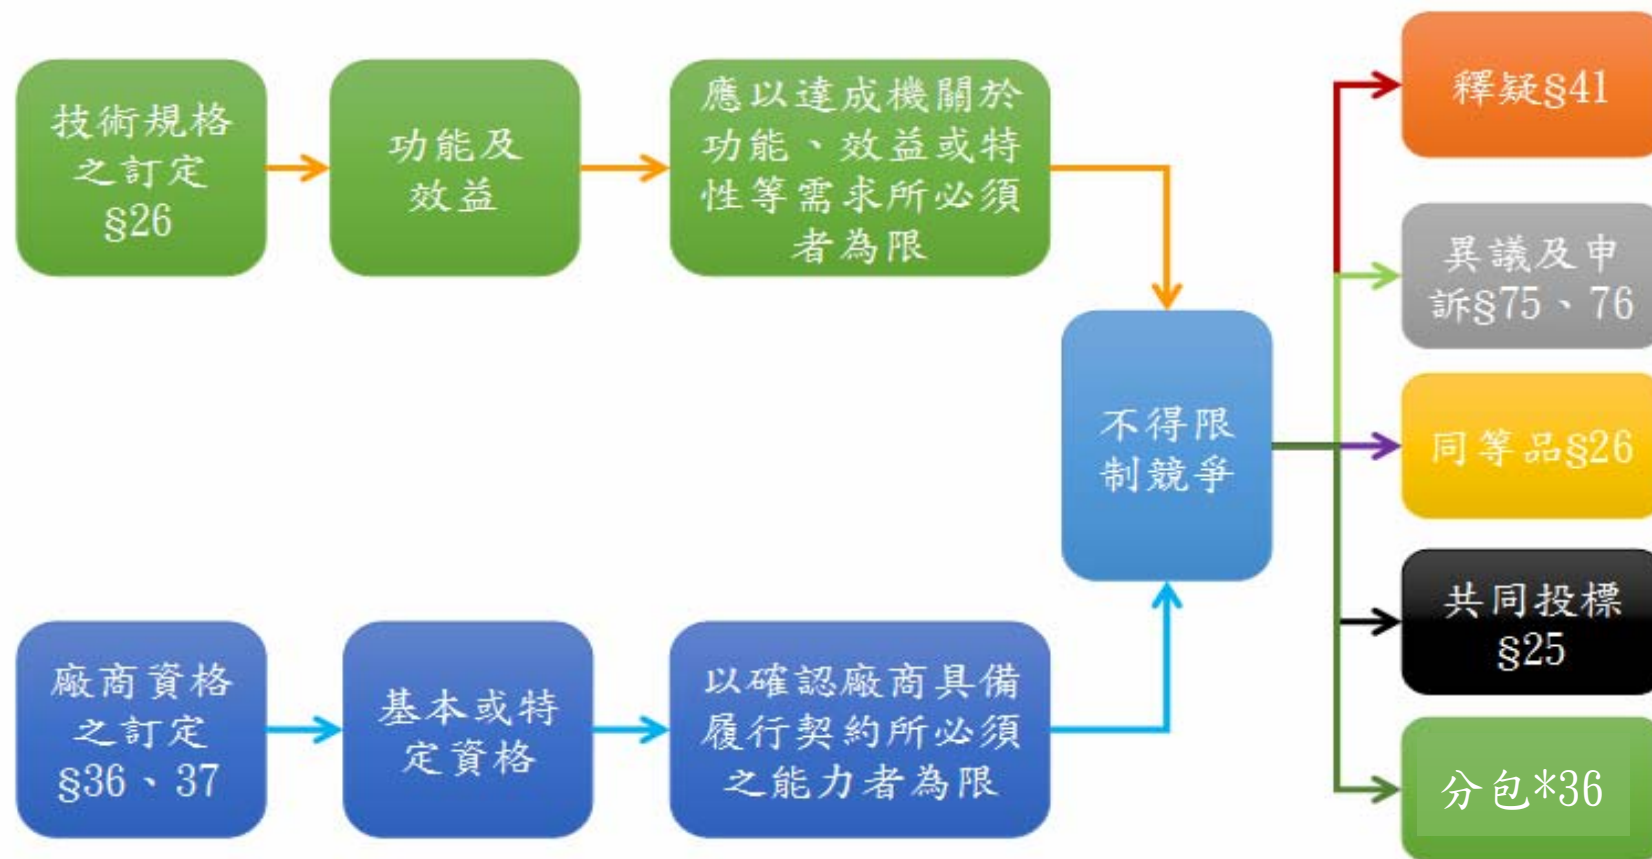 技術規格
之訂定
§26
功能及
效益
應以達成機關於
功能、效益或特
性等需求所必須
者為限
廠商資格
之訂定
§36、37
基本或特
定資格
以確認廠商具備
履行契約所必須
之能力者為限
不得限
制競爭
釋疑§41
異議及申
訴§75、76
同等品§26
共同投標
§25
分包*36